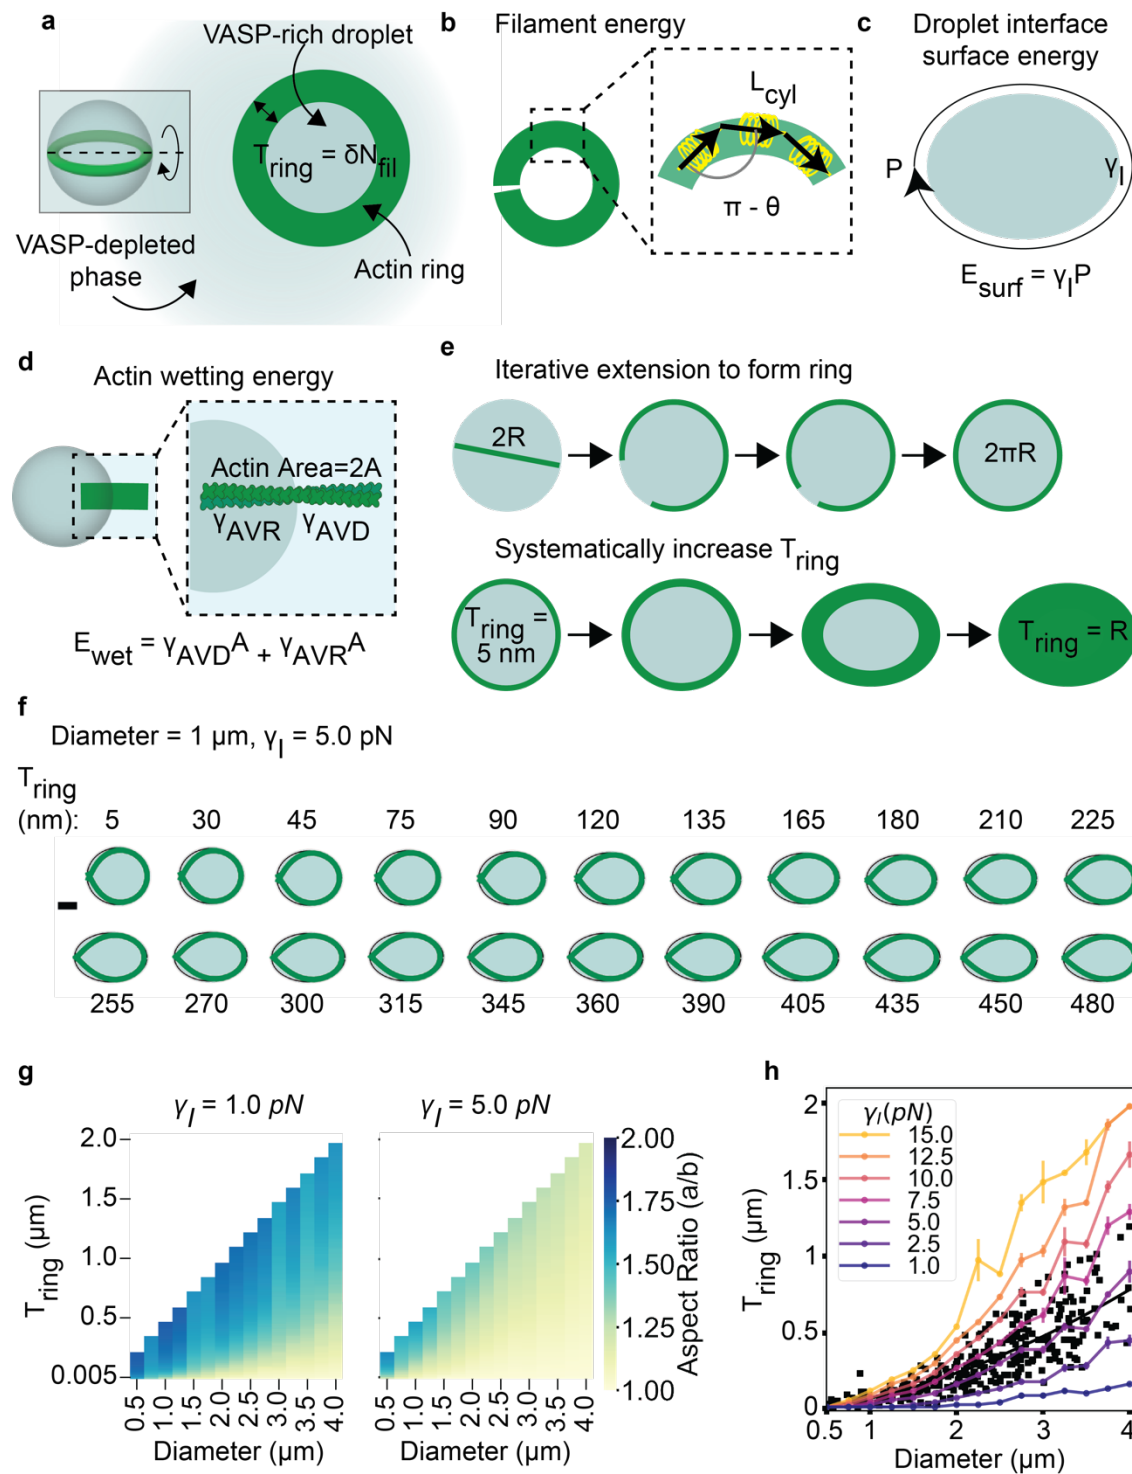 a
VASP-rich droplet
T_ring = δN_fil
VASP-depleted
phase
Actin ring
b
Filament energy
L_cyl
π - θ
c
Droplet interface
surface energy
P
γ_I
E_surf = γ_I P
d
Actin wetting energy
Actin Area=2A
γ_AVR
γ_AVD
E_wet = γ_AVD A + γ_AVR A
e
Iterative extension to form ring
2R
2πR
Systematically increase T_ring
T_ring =
5 nm
T_ring = R
f
Diameter = 1 μm, γ_I = 5.0 pN
T_ring
(nm):
5 30 45 75 90 120 135 165 180 210 225
255 270 300 315 345 360 390 405 435 450 480
g
γ_I = 1.0 pN
γ_I = 5.0 pN
T_ring (μm)
2.0
1.5
1.0
0.5
0.005
0.5 1.0 1.5 2.0 2.5 3.0 3.5 4.0
Diameter (μm)
0.5 1.0 1.5 2.0 2.5 3.0 3.5 4.0
Diameter (μm)
2.00
1.75
1.50
1.25
1.00
Aspect Ratio (a/b)
h
γ_I(pN)
15.0
12.5
10.0
7.5
5.0
2.5
1.0
T_ring (μm)
2
1.5
1
0.5
0
0.5 1 2 3 4
Diameter (μm)